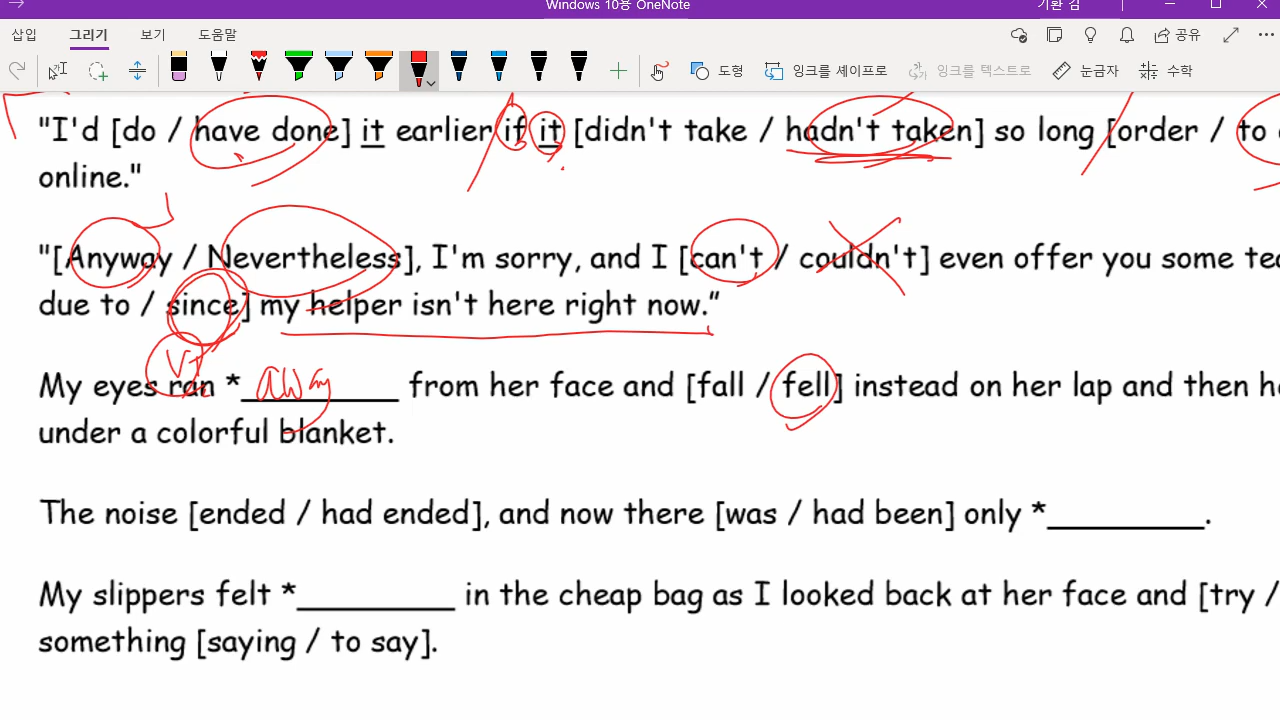 Windows 10용 OneNote
기환 김
삽입 그리기 보기 도움말
공유
도형 잉크를 셰이프로 잉크를 텍스트로 눈금자 수학
"I'd [do / have done] it earlier if it [didn't take / hadn't taken] so long [order / to
online."
"[Anyway / Nevertheless], I'm sorry, and I [can't / couldn't] even offer you some tea
due to / since] my helper isn't here right now."
My eyes ran * away from her face and [fall / fell] instead on her lap and then
under a colorful blanket.
The noise [ended / had ended], and now there [was / had been] only *_________.
My slippers felt *_________ in the cheap bag as I looked back at her face and [try /
something [saying / to say].